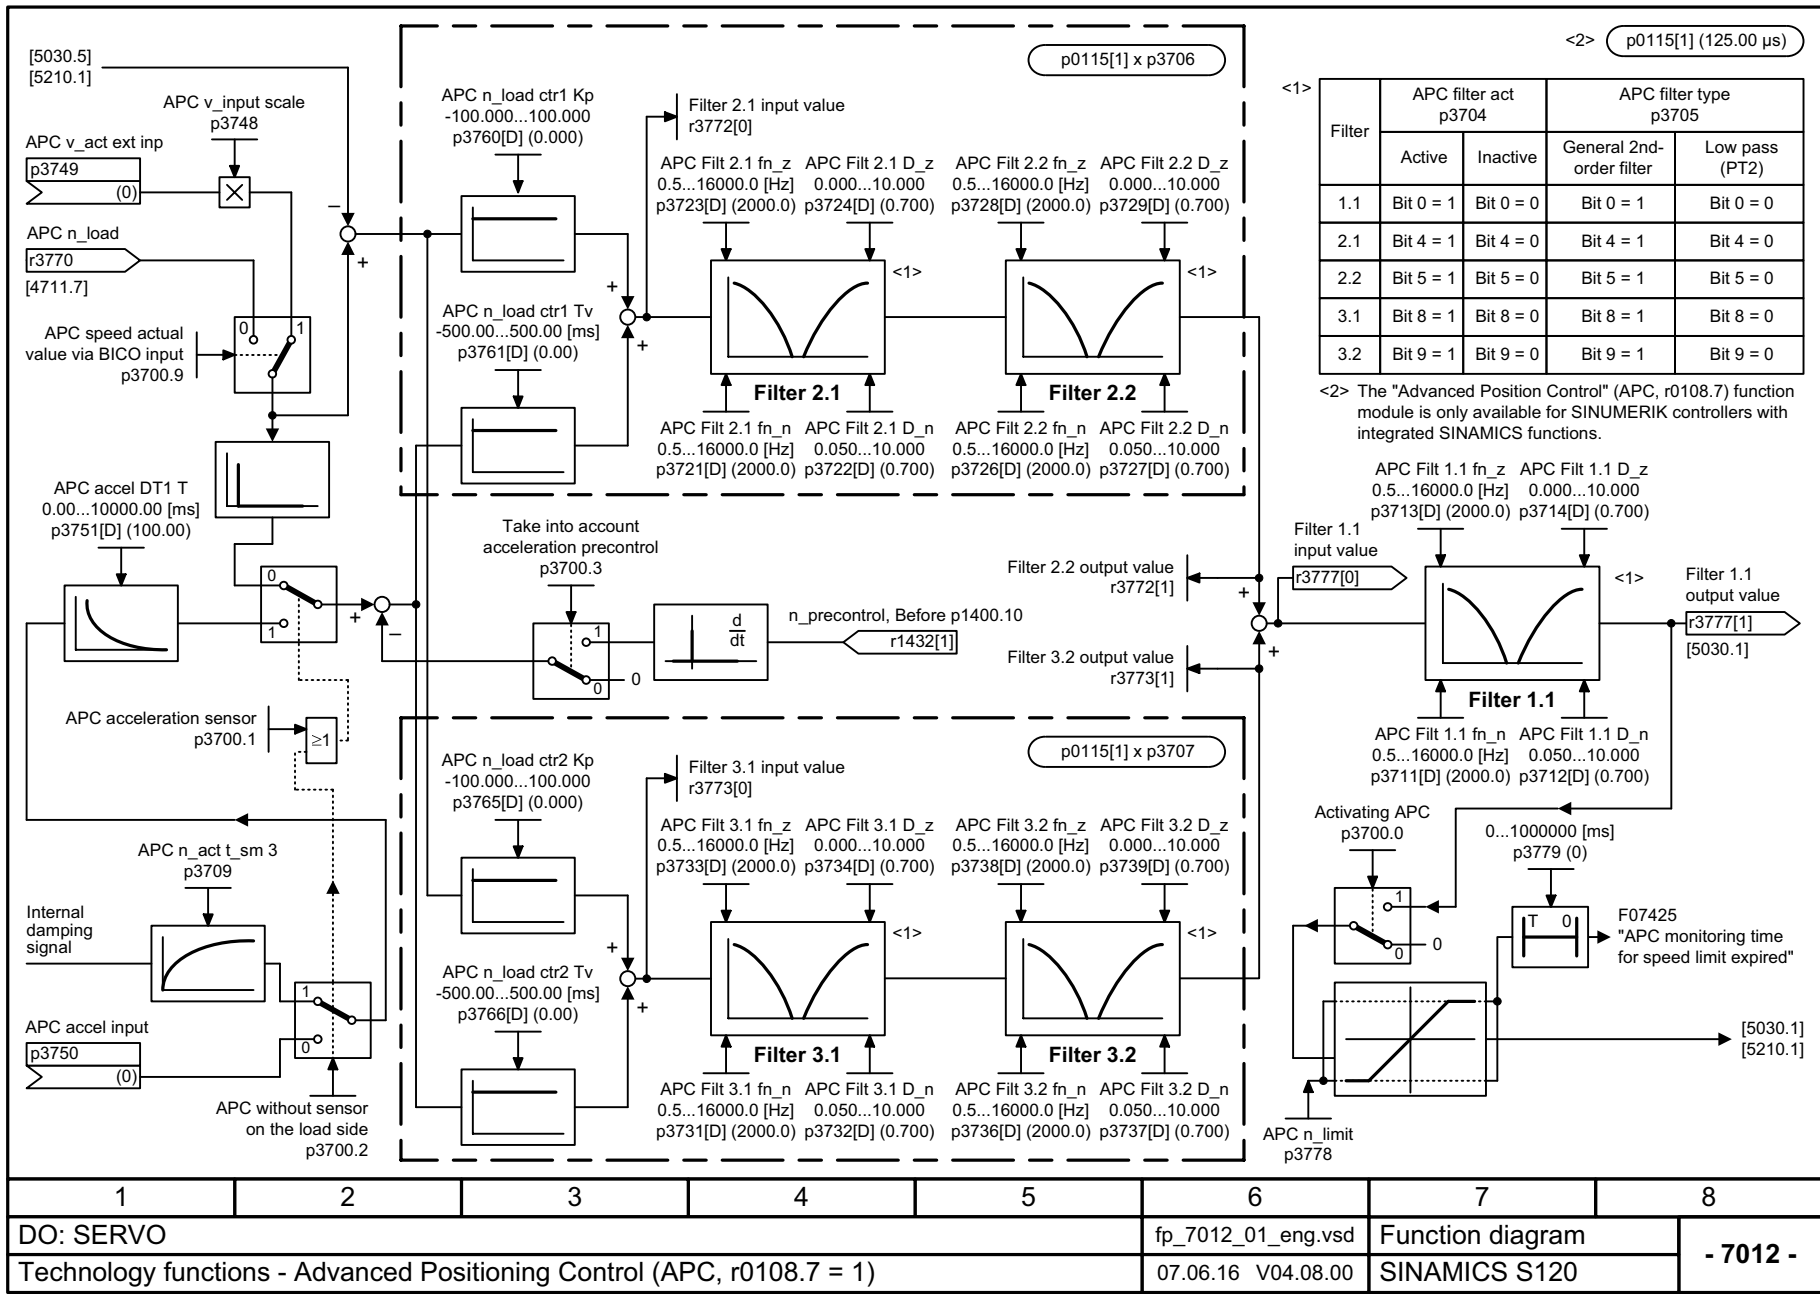 [5030.5]
[5210.1]
APC v_input scale
p3748
APC v_act ext inp
p3749
(0)
APC n_load
r3770
[4711.7]
APC speed actual
value via BICO input
p3700.9
0
1
−
+
APC accel DT1 T
0.00...10000.00 [ms]
p3751[D] (100.00)
0
1
+
−
APC acceleration sensor
p3700.1
≥1
APC n_act t_sm 3
p3709
Internal
damping
signal
1
0
APC accel input
p3750
(0)
APC without sensor
on the load side
p3700.2
p0115[1] x p3706
APC n_load ctr1 Kp
-100.000...100.000
p3760[D] (0.000)
Filter 2.1 input value
r3772[0]
APC n_load ctr1 Tv
-500.00...500.00 [ms]
p3761[D] (0.00)
+
+
APC Filt 2.1 fn_z
0.5...16000.0 [Hz]
p3723[D] (2000.0)
APC Filt 2.1 D_z
0.000...10.000
p3724[D] (0.700)
APC Filt 2.2 fn_z
0.5...16000.0 [Hz]
p3728[D] (2000.0)
APC Filt 2.2 D_z
0.000...10.000
p3729[D] (0.700)
<1>
<1>
Filter 2.1
Filter 2.2
APC Filt 2.1 fn_n
0.5...16000.0 [Hz]
p3721[D] (2000.0)
APC Filt 2.1 D_n
0.050...10.000
p3722[D] (0.700)
APC Filt 2.2 fn_n
0.5...16000.0 [Hz]
p3726[D] (2000.0)
APC Filt 2.2 D_n
0.050...10.000
p3727[D] (0.700)
Take into account
acceleration precontrol
p3700.3
1
0
0
d
dt
n_precontrol, Before p1400.10
r1432[1]
Filter 2.2 output value
r3772[1]
Filter 3.2 output value
r3773[1]
+
+
p0115[1] x p3707
APC n_load ctr2 Kp
-100.000...100.000
p3765[D] (0.000)
Filter 3.1 input value
r3773[0]
APC n_load ctr2 Tv
-500.00...500.00 [ms]
p3766[D] (0.00)
+
+
APC Filt 3.1 fn_z
0.5...16000.0 [Hz]
p3733[D] (2000.0)
APC Filt 3.1 D_z
0.000...10.000
p3734[D] (0.700)
APC Filt 3.2 fn_z
0.5...16000.0 [Hz]
p3738[D] (2000.0)
APC Filt 3.2 D_z
0.000...10.000
p3739[D] (0.700)
<1>
<1>
Filter 3.1
Filter 3.2
APC Filt 3.1 fn_n
0.5...16000.0 [Hz]
p3731[D] (2000.0)
APC Filt 3.1 D_n
0.050...10.000
p3732[D] (0.700)
APC Filt 3.2 fn_n
0.5...16000.0 [Hz]
p3736[D] (2000.0)
APC Filt 3.2 D_n
0.050...10.000
p3737[D] (0.700)
<2> p0115[1] (125.00 µs)
<1>
Filter
APC filter act
p3704
APC filter type
p3705
Active
Inactive
General 2nd-
order filter
Low pass
(PT2)
1.1 Bit 0 = 1 Bit 0 = 0 Bit 0 = 1 Bit 0 = 0
2.1 Bit 4 = 1 Bit 4 = 0 Bit 4 = 1 Bit 4 = 0
2.2 Bit 5 = 1 Bit 5 = 0 Bit 5 = 1 Bit 5 = 0
3.1 Bit 8 = 1 Bit 8 = 0 Bit 8 = 1 Bit 8 = 0
3.2 Bit 9 = 1 Bit 9 = 0 Bit 9 = 1 Bit 9 = 0
<2> The "Advanced Position Control" (APC, r0108.7) function
module is only available for SINUMERIK controllers with
integrated SINAMICS functions.
APC Filt 1.1 fn_z
0.5...16000.0 [Hz]
p3713[D] (2000.0)
APC Filt 1.1 D_z
0.000...10.000
p3714[D] (0.700)
Filter 1.1
input value
r3777[0]
<1>
Filter 1.1
output value
r3777[1]
[5030.1]
Filter 1.1
APC Filt 1.1 fn_n
0.5...16000.0 [Hz]
p3711[D] (2000.0)
APC Filt 1.1 D_n
0.050...10.000
p3712[D] (0.700)
Activating APC
p3700.0
1
0
0
0...1000000 [ms]
p3779 (0)
T 0
F07425
"APC monitoring time
for speed limit expired"
[5030.1]
[5210.1]
APC n_limit
p3778
1 2 3 4 5 6 7 8
DO: SERVO
fp_7012_01_eng.vsd
Function diagram
- 7012 -
Technology functions - Advanced Positioning Control (APC, r0108.7 = 1)
07.06.16 V04.08.00
SINAMICS S120